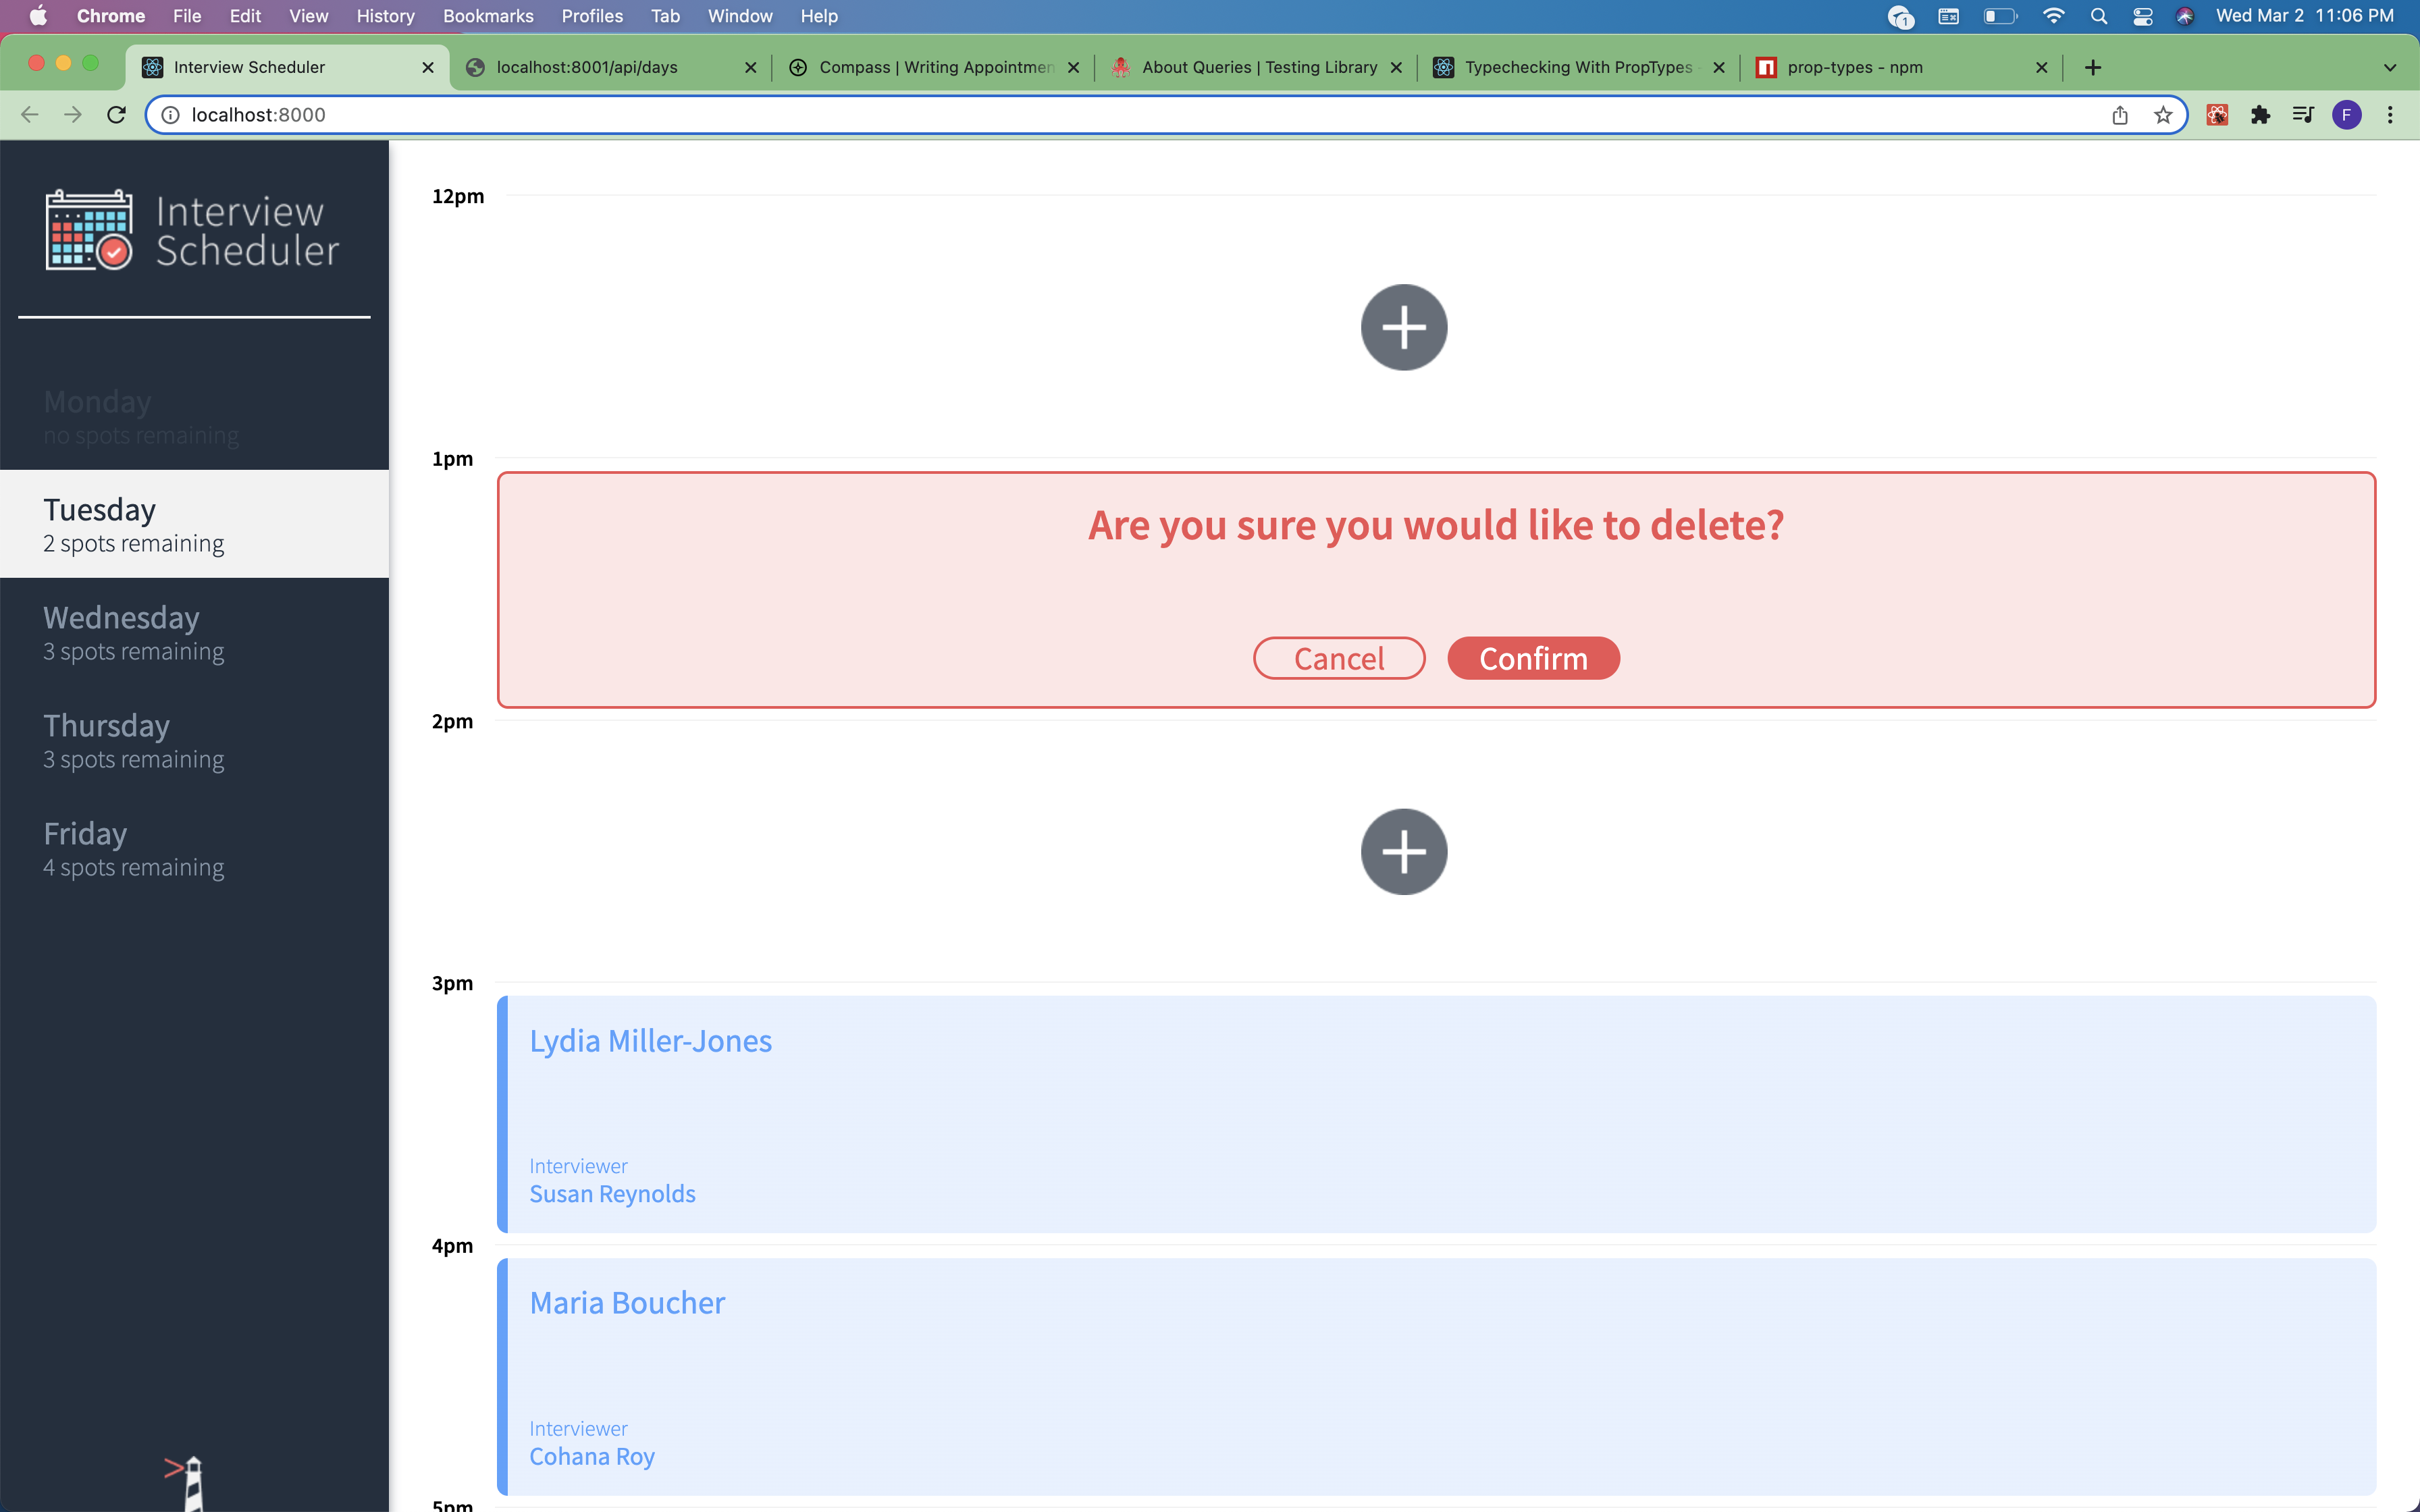 Chrome File Edit View History Bookmarks Profiles Tab Window Help 1 Wed Mar 2 11:06 PM
Interview Scheduler localhost:8001/api/days Compass | Writing Appointmen About Queries | Testing Library Typechecking With PropTypes - prop-types - npm
localhost:8000 F
Interview
Scheduler
Monday
no spots remaining
Tuesday
2 spots remaining
Wednesday
3 spots remaining
Thursday
3 spots remaining
Friday
4 spots remaining
12pm
1pm
Are you sure you would like to delete?
Cancel Confirm
2pm
3pm
Lydia Miller-Jones
Interviewer
Susan Reynolds
4pm
Maria Boucher
Interviewer
Cohana Roy
5pm